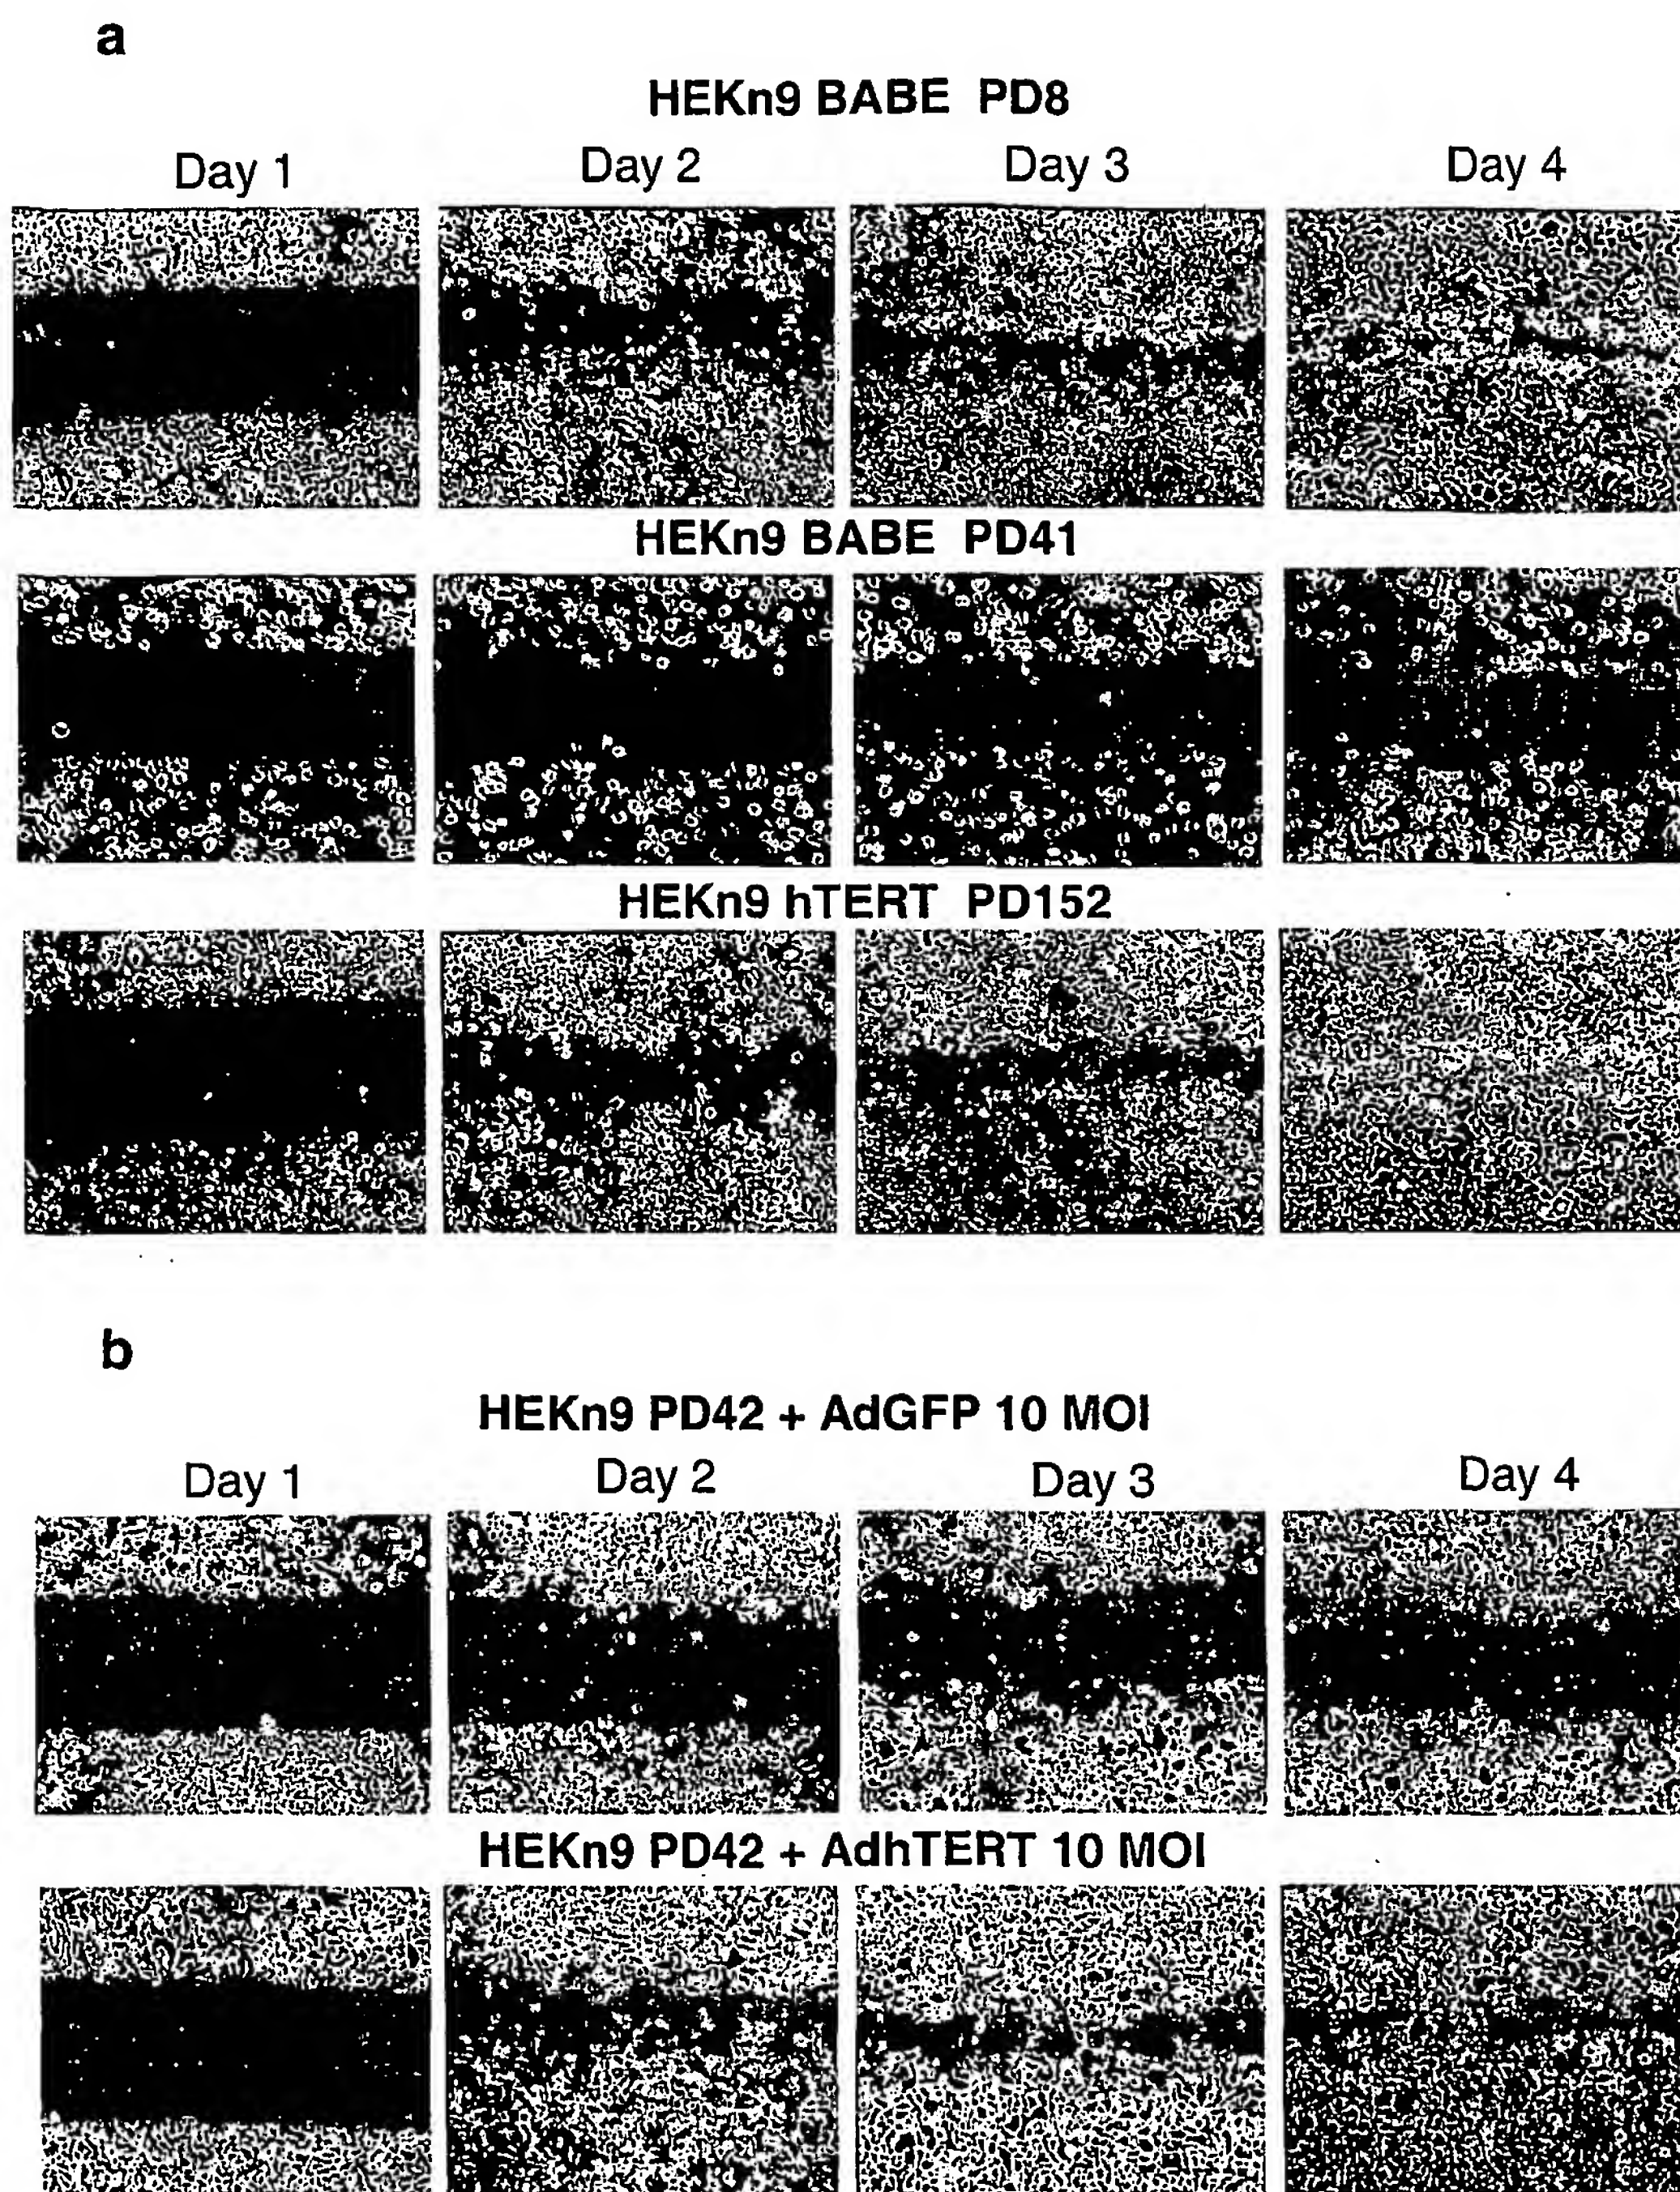 a
HEKn9 BABE PD8
Day 1 Day 2 Day 3 Day 4
HEKn9 BABE PD41
HEKn9 hTERT PD152
b
HEKn9 PD42 + AdGFP 10 MOI
Day 1 Day 2 Day 3 Day 4
HEKn9 PD42 + AdhTERT 10 MOI